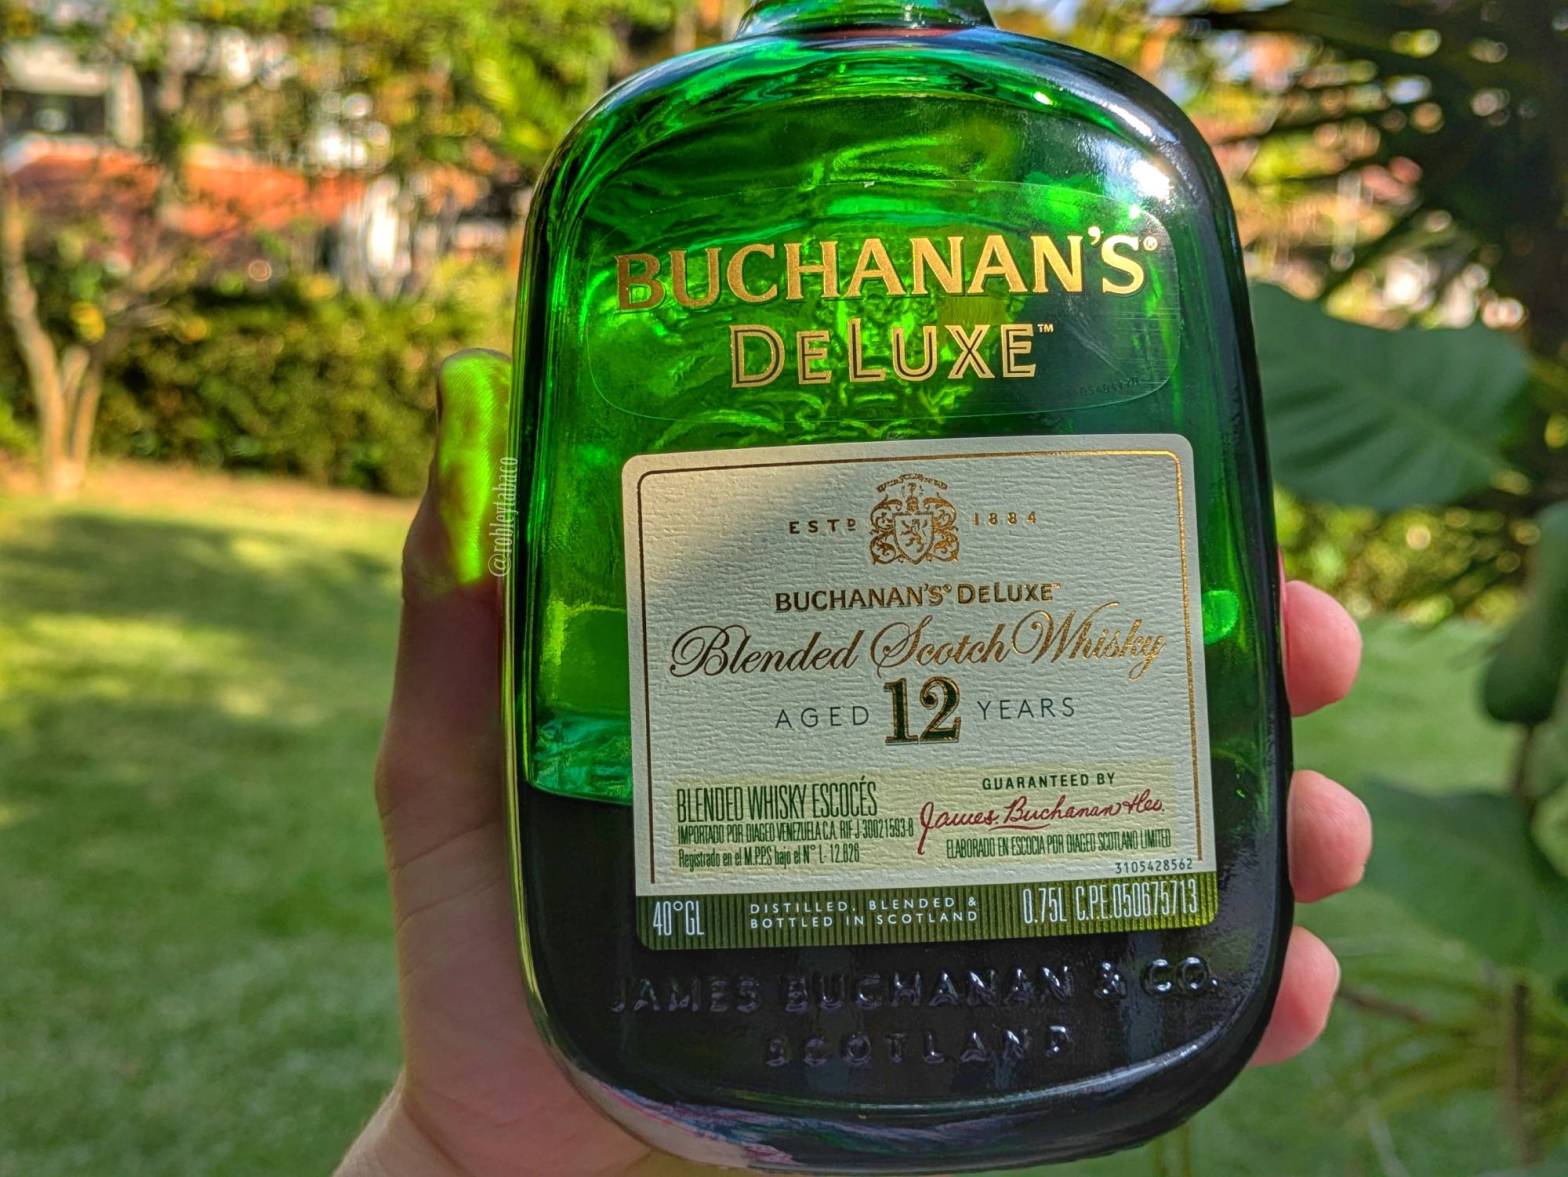 BUCHANAN'S®
DELUXE™
ESTD 1884
BUCHANAN'S® DELUXE™
Blended Scotch Whisky
AGED 12 YEARS
GUARANTEED BY
James Buchanan & Co
BLENDED WHISKY ESCOCÉS
IMPORTADO POR DIAGEO VENEZUELA C.A. RIF J-30021593-8
Registrado en el M.P.P.S bajo el N° L-12.828
ELABORADO EN ESCOCIA POR DIAGEO SCOTLAND LIMITED
3105428562
40°GL
DISTILLED, BLENDED &
BOTTLED IN SCOTLAND
0.75L C.P.E. 050675713
JAMES BUCHANAN & CO.
SCOTLAND